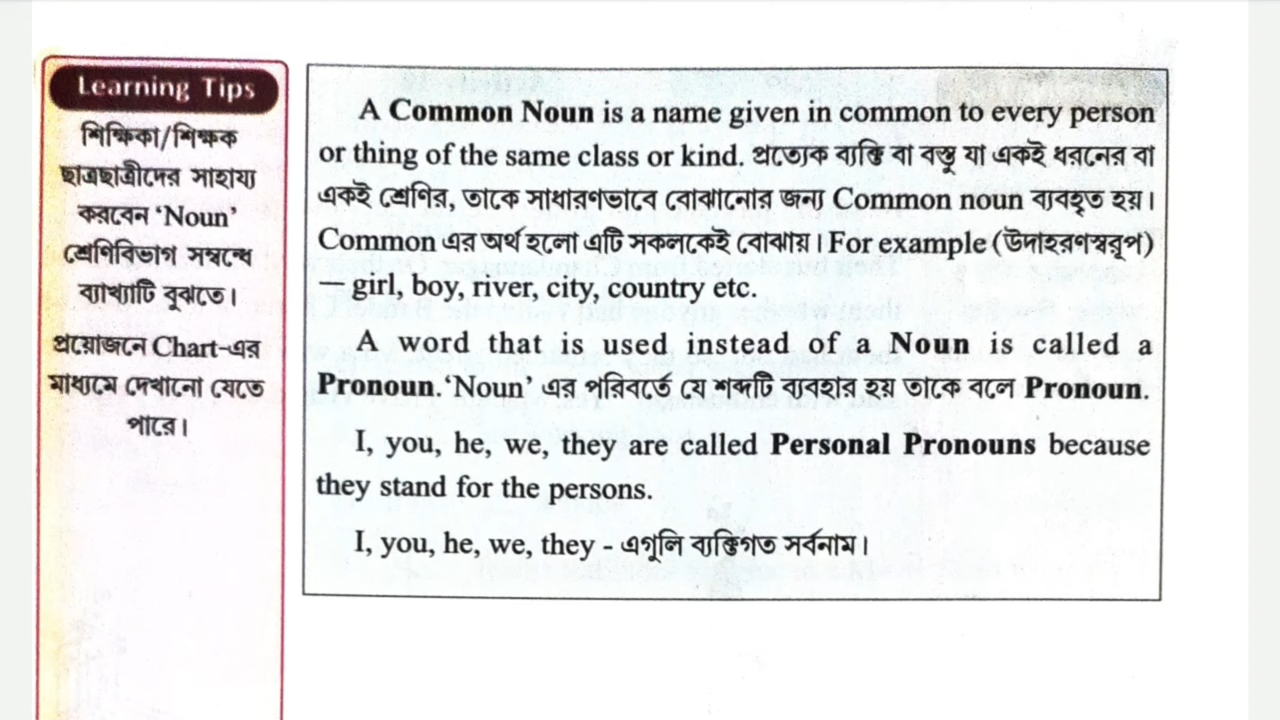 Learning Tips
শিক্ষিকা/শিক্ষক
ছাত্রছাত্রীদের সাহায্য
করবেন ‘Noun’
শ্রেণিবিভাগ সম্বন্ধে
ব্যাখ্যাটি বুঝতে।
প্রয়োজনে Chart-এর
মাধ্যমে দেখানো যেতে
পারে।
A Common Noun is a name given in common to every person
or thing of the same class or kind. প্রত্যেক ব্যক্তি বা বস্তু যা একই ধরনের বা
একই শ্রেণির, তাকে সাধারণভাবে বোঝানোর জন্য Common noun ব্যবহৃত হয়।
Common এর অর্থ হলো এটি সকলকেই বোঝায়। For example (উদাহরণস্বরূপ)
— girl, boy, river, city, country etc.
A word that is used instead of a Noun is called a
Pronoun. ‘Noun’ এর পরিবর্তে যে শব্দটি ব্যবহার হয় তাকে বলে Pronoun.
I, you, he, we, they are called Personal Pronouns because
they stand for the persons.
I, you, he, we, they - এগুলি ব্যক্তিগত সর্বনাম।